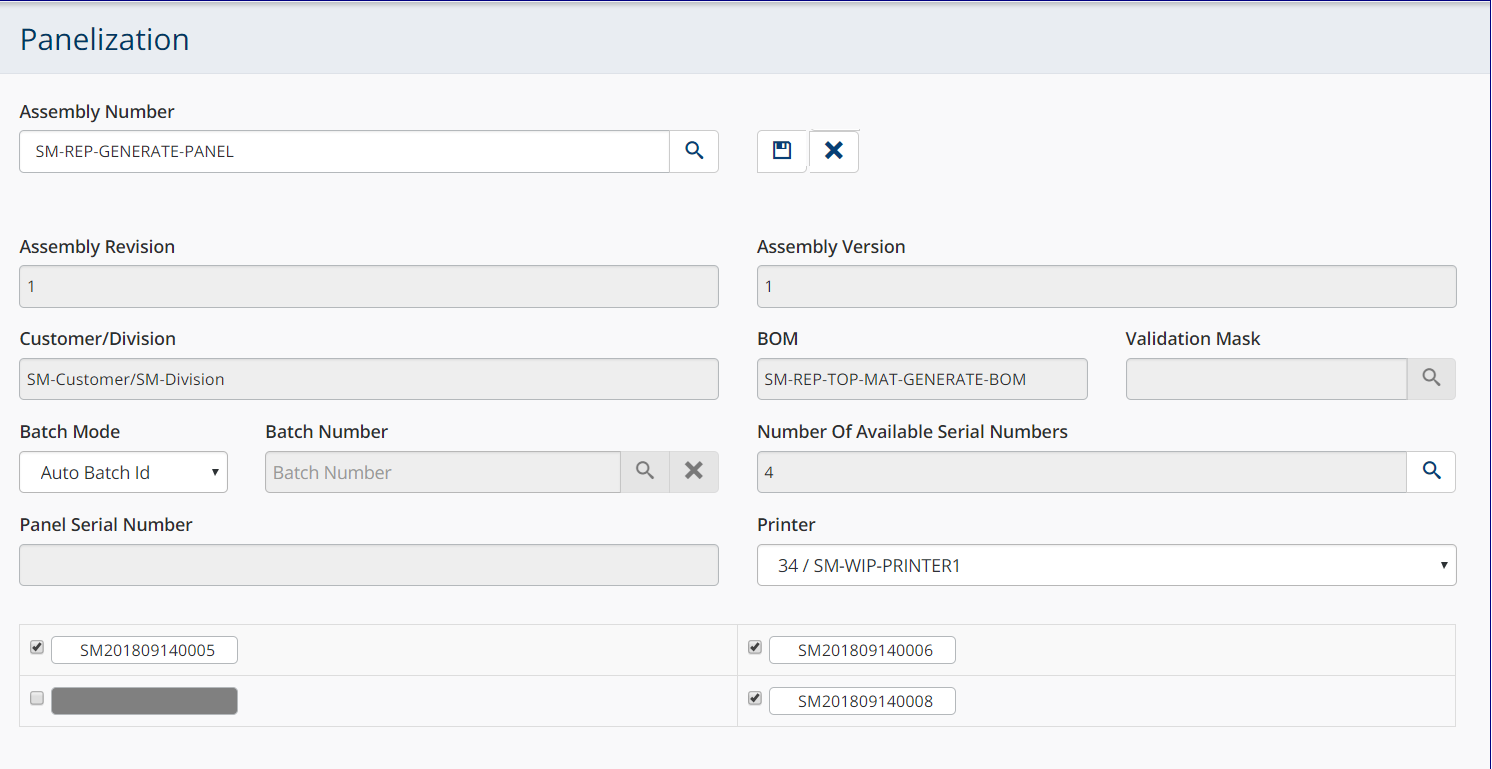 Panelization
Assembly Number
SM-REP-GENERATE-PANEL
Assembly Revision Assembly Version
1 1
Customer/Division BOM Validation Mask
SM-Customer/SM-Division SM-REP-TOP-MAT-GENERATE-BOM
Batch Mode Batch Number Number Of Available Serial Numbers
Auto Batch Id Batch Number 4
Panel Serial Number Printer
34 / SM-WIP-PRINTER1
SM201809140005 SM201809140006
SM201809140008